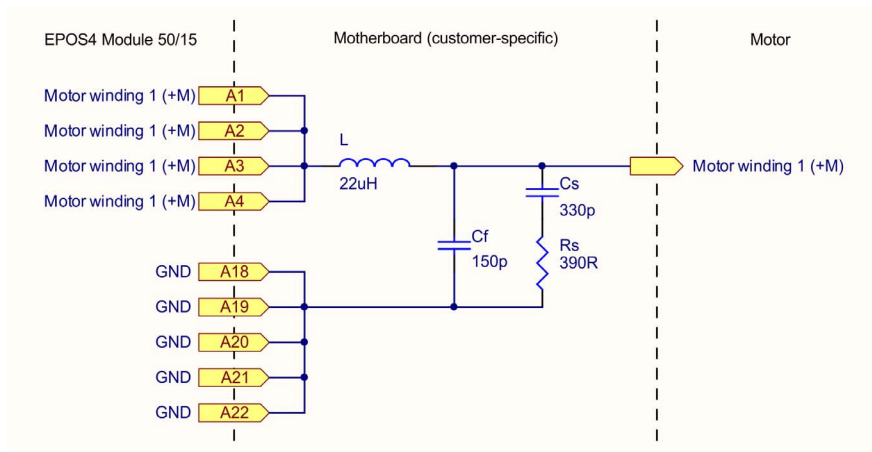 EPOS4 Module 50/15
Motherboard (customer-specific)
Motor
Motor winding 1 (+M) A1
Motor winding 1 (+M) A2
Motor winding 1 (+M) A3
Motor winding 1 (+M) A4
L
22uH
Motor winding 1 (+M)
Cs
330p
Cf
150p
Rs
390R
GND A18
GND A19
GND A20
GND A21
GND A22